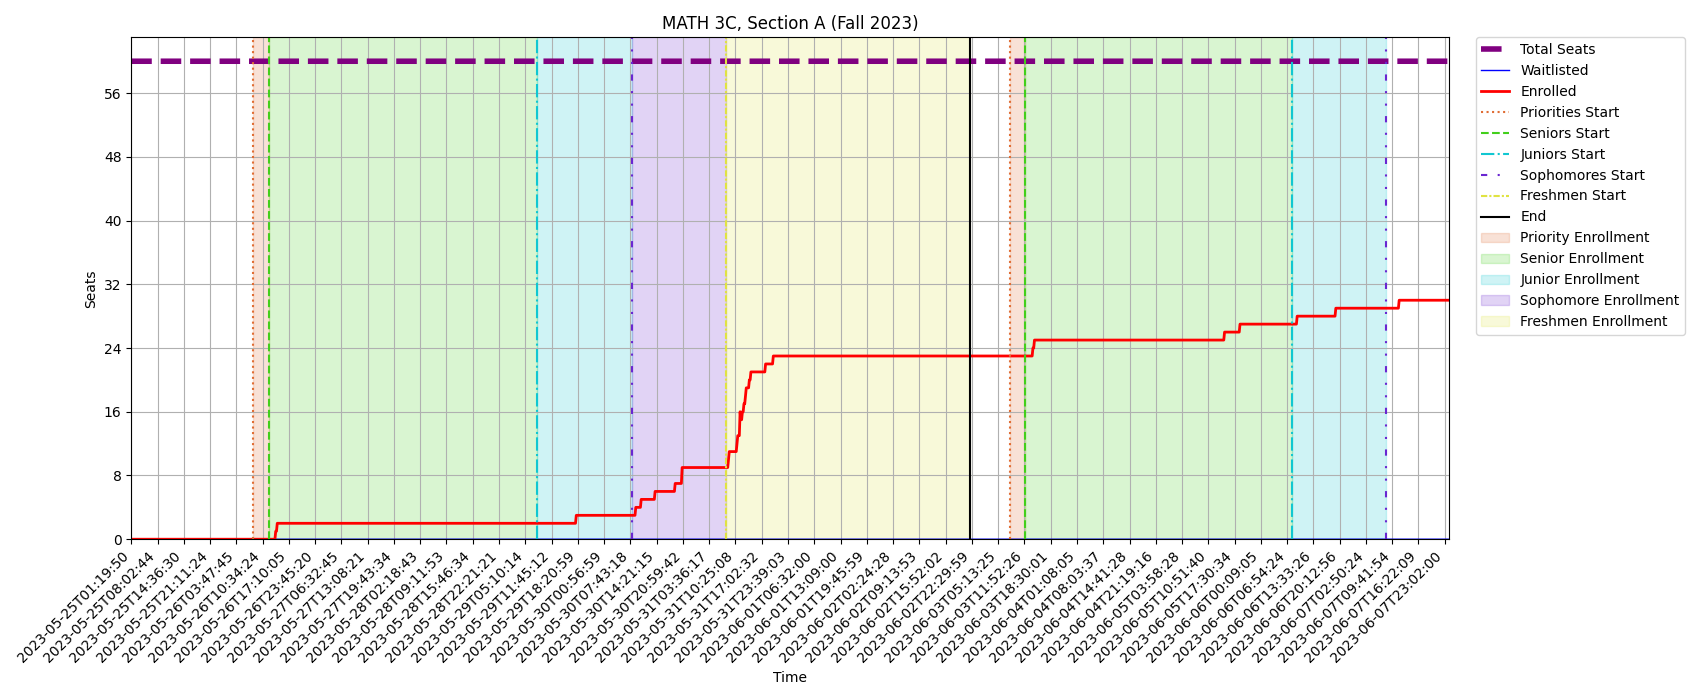 MATH 3C, Section A (Fall 2023)
Seats
56
48
40
32
24
16
8
0
2023-05-25T01:19:50
2023-05-25T08:02:44
2023-05-25T14:36:30
2023-05-25T21:11:24
2023-05-26T03:47:45
2023-05-26T10:34:24
2023-05-26T17:10:05
2023-05-26T23:45:20
2023-05-27T06:32:45
2023-05-27T13:08:21
2023-05-27T19:43:34
2023-05-28T02:18:43
2023-05-28T09:11:53
2023-05-28T15:46:34
2023-05-28T22:21:21
2023-05-29T05:10:14
2023-05-29T11:45:12
2023-05-29T18:20:59
2023-05-30T00:56:59
2023-05-30T07:43:18
2023-05-30T14:21:15
2023-05-30T20:59:42
2023-05-31T03:36:17
2023-05-31T10:25:08
2023-05-31T17:02:32
2023-05-31T23:39:03
2023-06-01T06:32:00
2023-06-01T13:09:00
2023-06-01T19:45:59
2023-06-02T02:24:28
2023-06-02T09:13:53
2023-06-02T15:52:02
2023-06-02T22:29:59
2023-06-03T05:13:25
2023-06-03T11:52:26
2023-06-03T18:30:01
2023-06-04T01:08:05
2023-06-04T08:03:37
2023-06-04T14:41:28
2023-06-04T21:19:16
2023-06-05T03:58:28
2023-06-05T10:51:40
2023-06-05T17:30:34
2023-06-06T00:09:05
2023-06-06T06:54:24
2023-06-06T13:33:26
2023-06-06T20:12:56
2023-06-07T02:50:24
2023-06-07T09:41:54
2023-06-07T16:22:09
2023-06-07T23:02:00
Time
Total Seats
Waitlisted
Enrolled
Priorities Start
Seniors Start
Juniors Start
Sophomores Start
Freshmen Start
End
Priority Enrollment
Senior Enrollment
Junior Enrollment
Sophomore Enrollment
Freshmen Enrollment